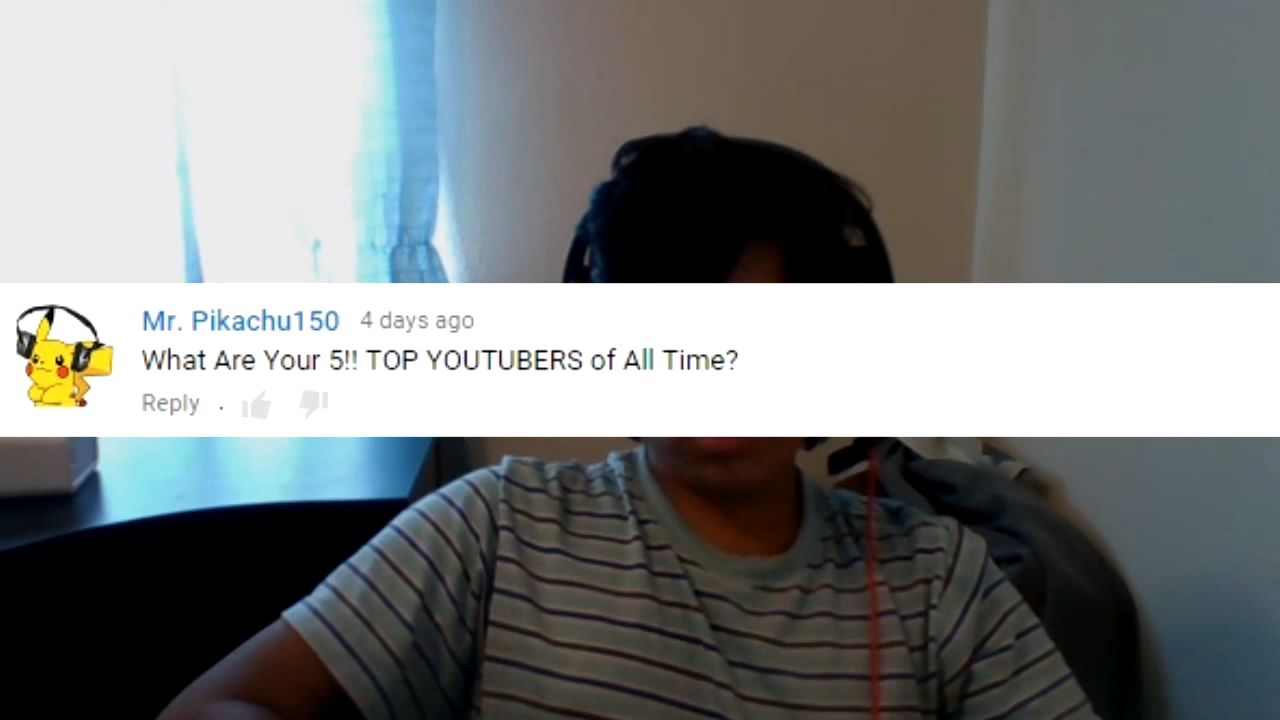 Mr. Pikachu150 4 days ago
What Are Your 5!! TOP YOUTUBERS of All Time?
Reply .